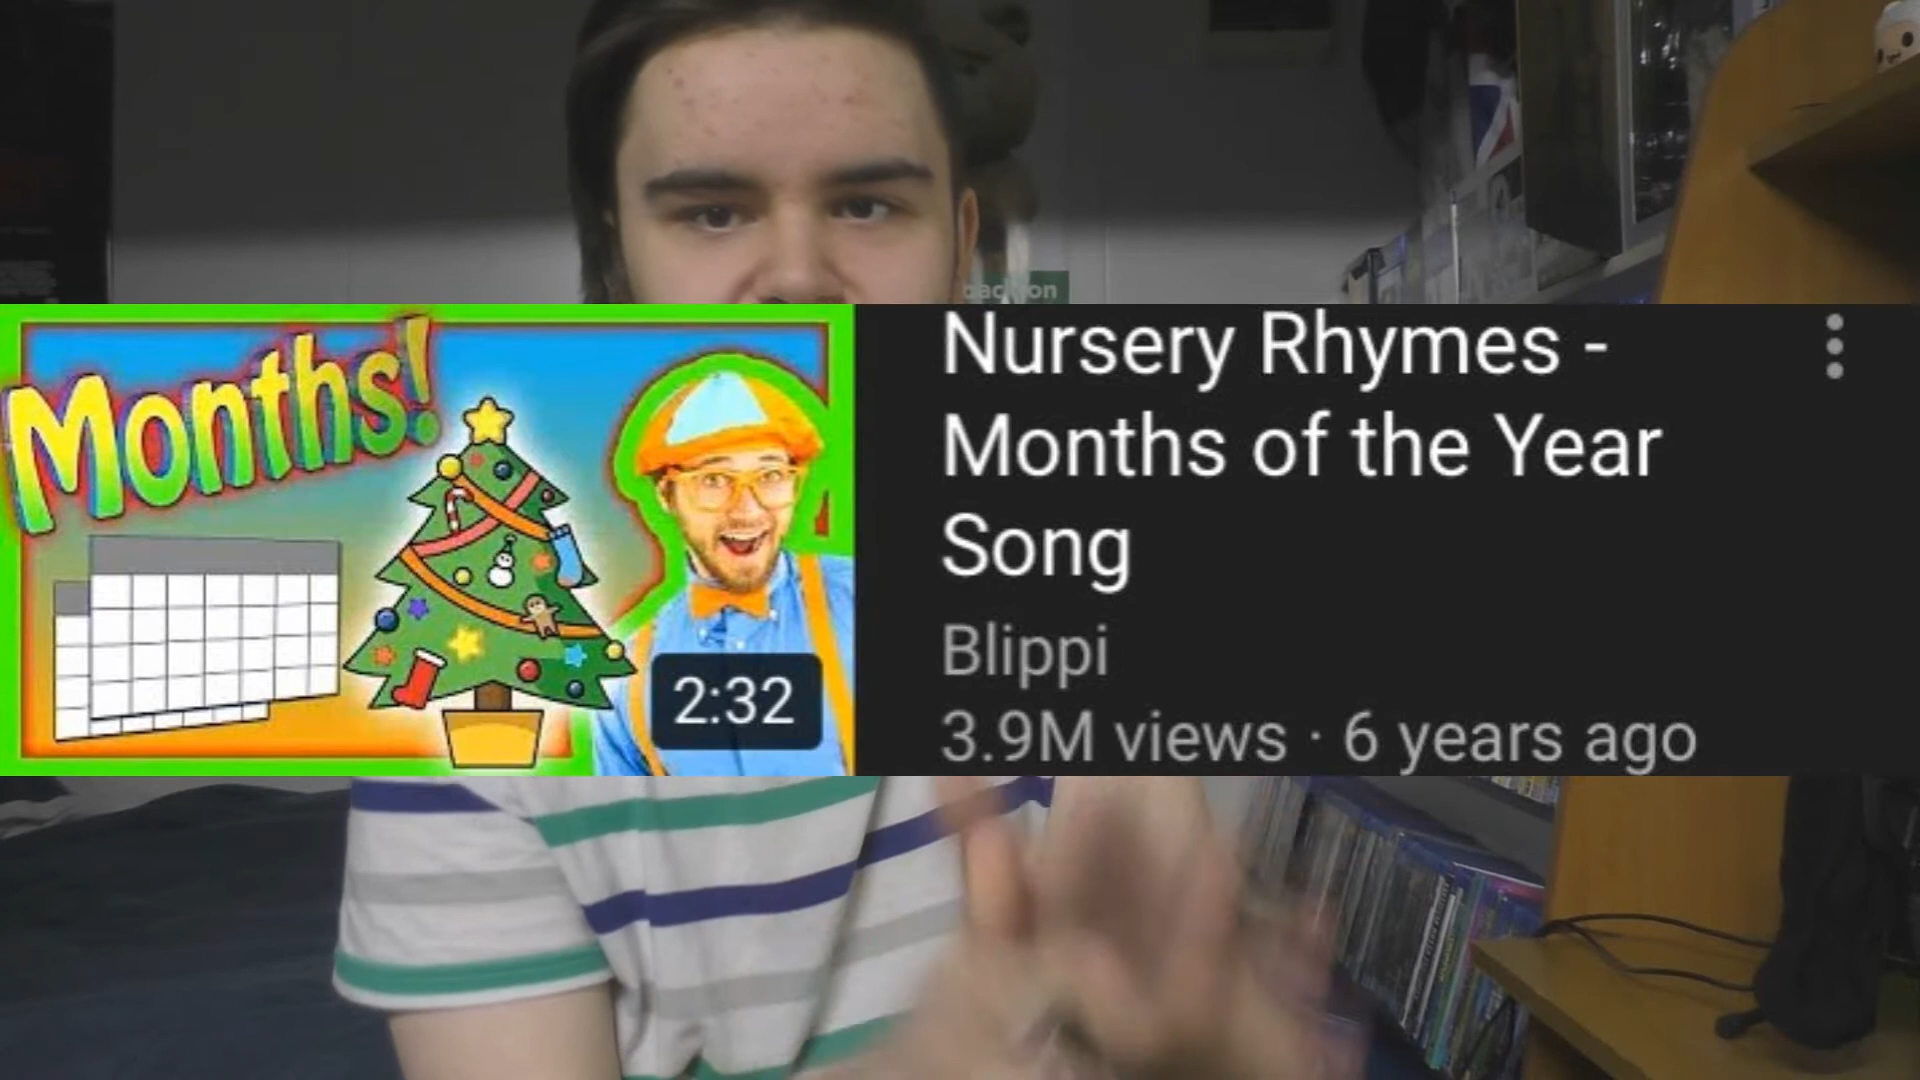 Months!
2:32
Nursery Rhymes -
Months of the Year
Song
Blippi
3.9M views · 6 years ago